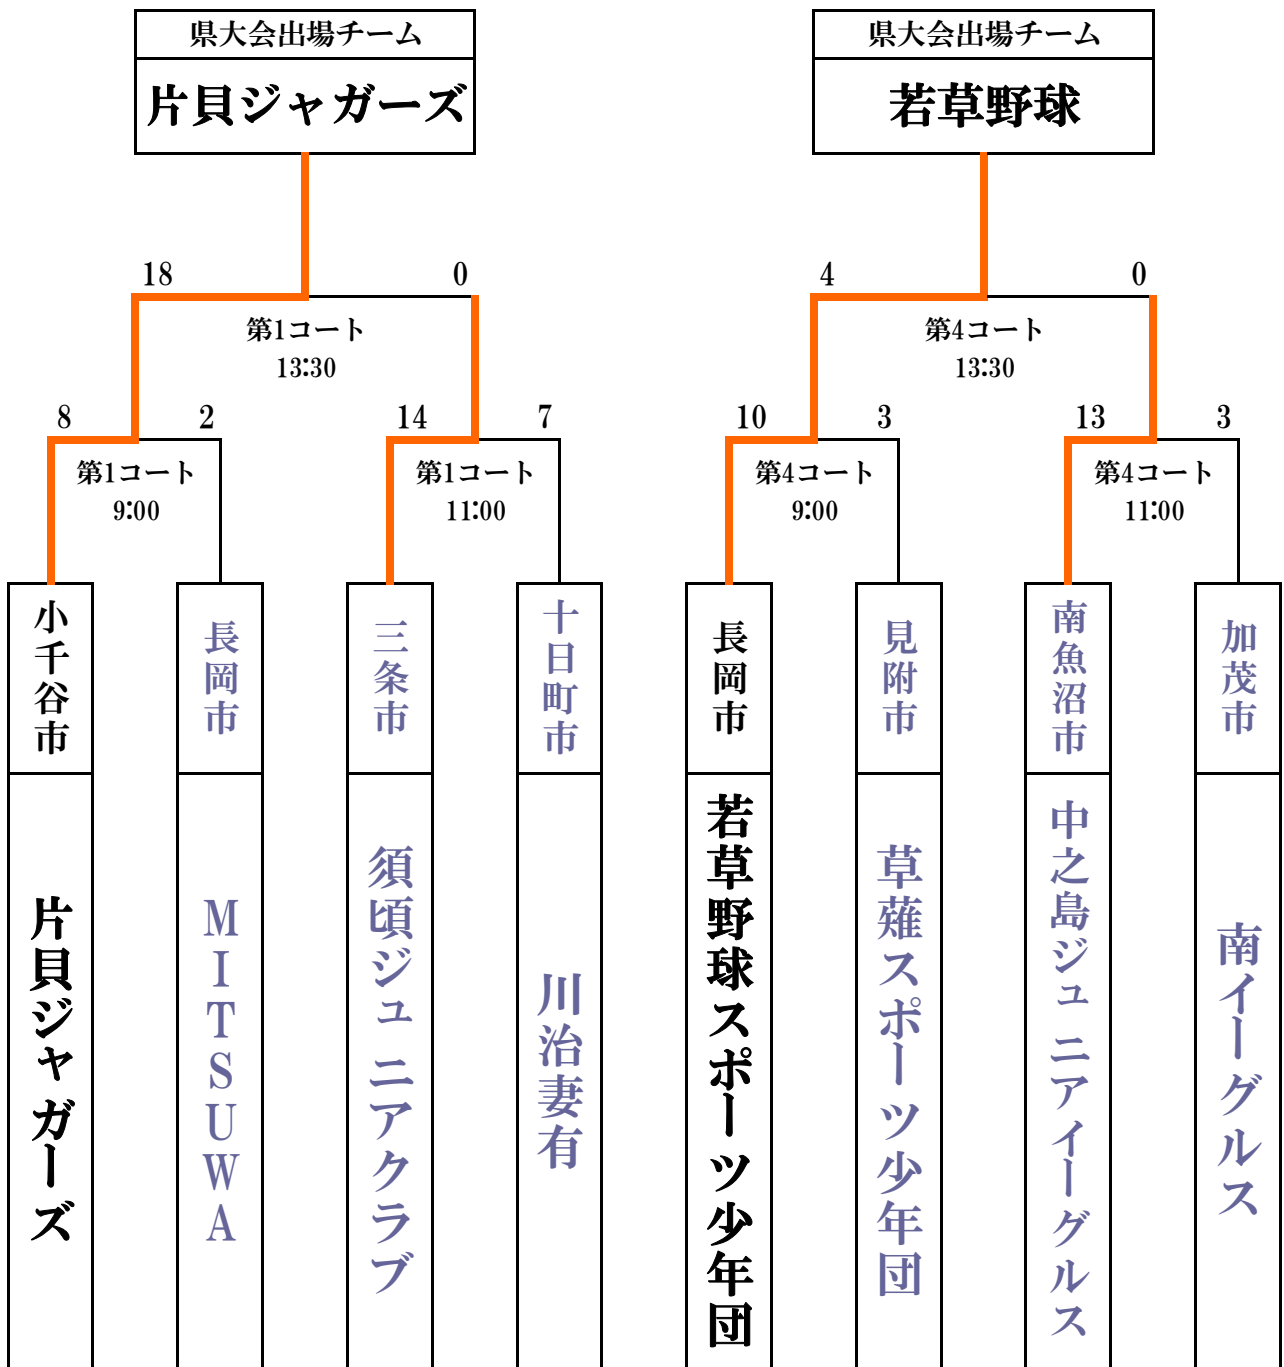 県大会出場チーム
片貝ジャガーズ
県大会出場チーム
若草野球
18
0
4
0
第1コート
13:30
第4コート
13:30
8
2
14
7
10
3
13
3
第1コート
9:00
第1コート
11:00
第4コート
9:00
第4コート
11:00
小千谷市
長岡市
三条市
十日町市
長岡市
見附市
南魚沼市
加茂市
片貝ジャガーズ
MITSUWA
須頃ジュニアクラブ
川治妻有
若草野球スポーツ少年団
草薙スポーツ少年団
中之島ジュニアイーグルス
南イーグルス